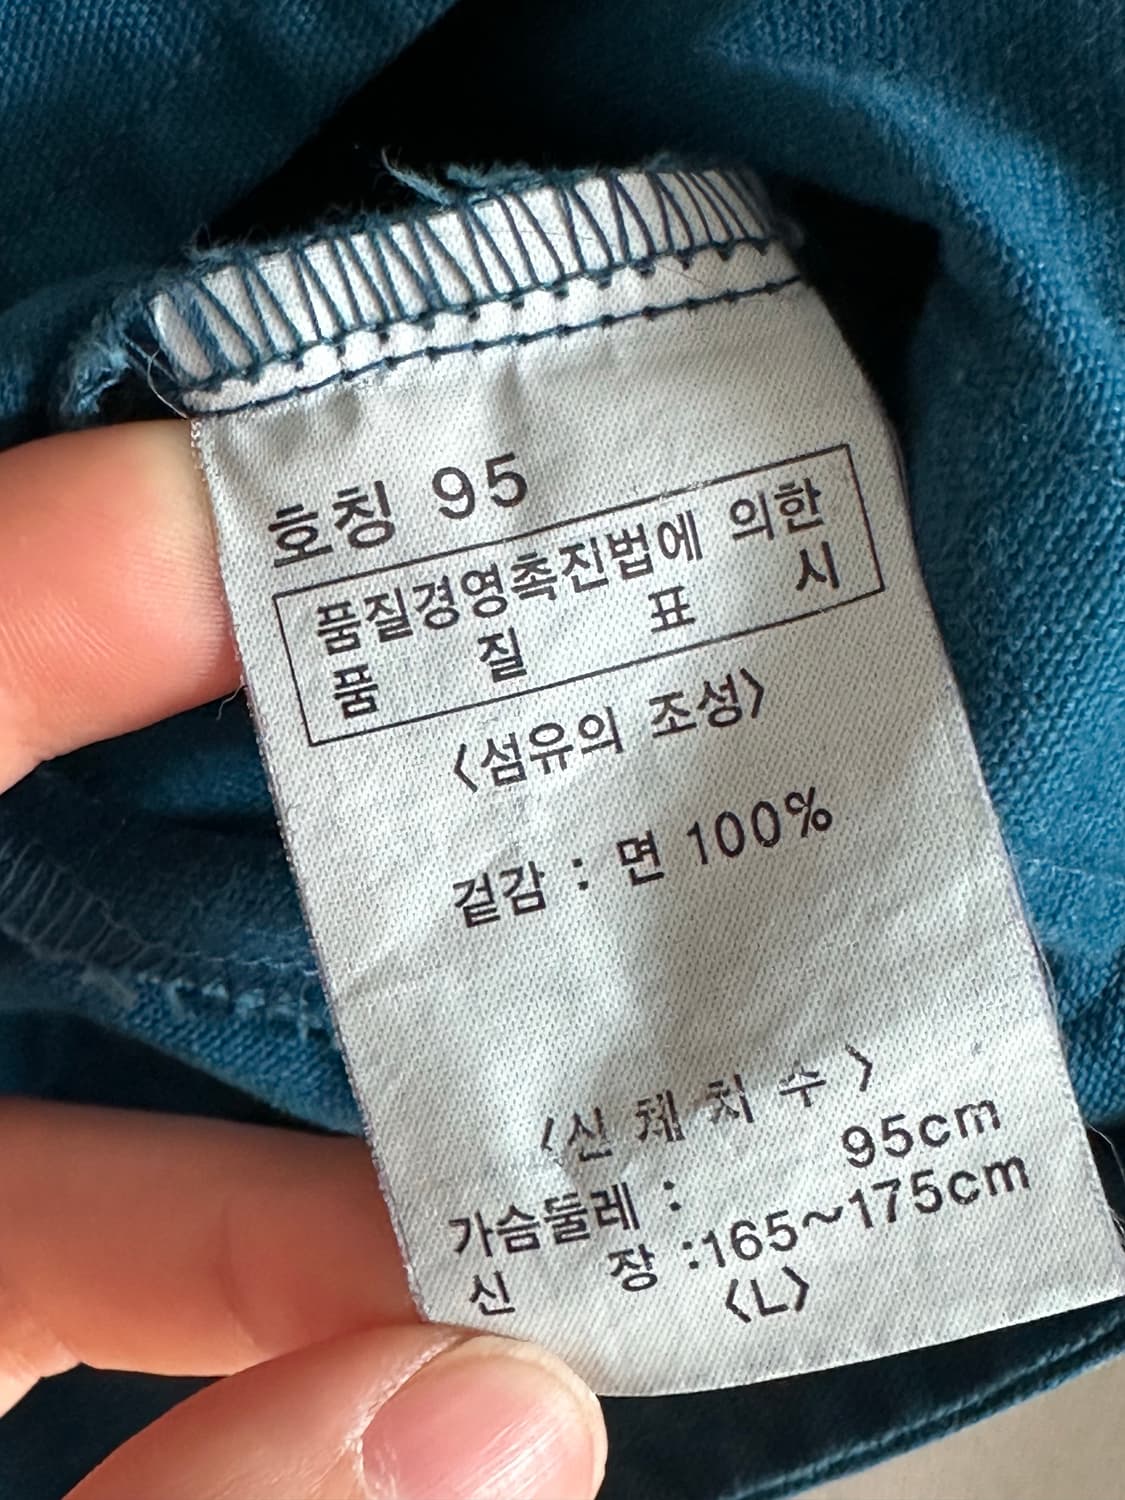 호칭 95
품질경영촉진법에 의한
품 질 표 시
<섬유의 조성>
겉감 : 면 100%
<신 체 치 수>
가슴둘레 : 95cm
신 장 :165~175cm
<L>